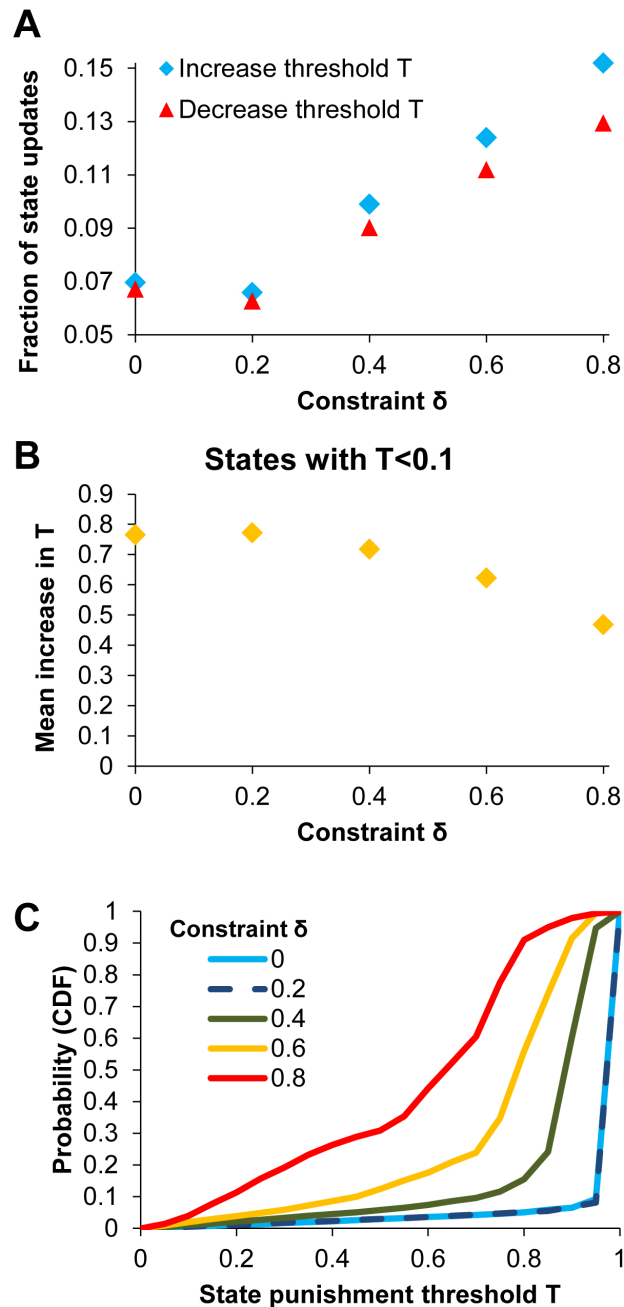 A
Fraction of state updates
0.15
0.13
0.09
0.07
0.05
Increase threshold T
Decrease threshold T
0 0.2 0.4 0.6 0.8
Constraint δ
B
States with T<0.1
Mean increase in T
0.9
0.8
0.7
0.6
0.5
0.4
0.3
0.2
0.1
0
0 0.2 0.4 0.6 0.8
Constraint δ
C
Probability (CDF)
1
0.9
0.8
0.7
0.6
0.5
0.4
0.3
0.2
0.1
0
Constraint δ
0
0.2
0.4
0.6
0.8
0 0.2 0.4 0.6 0.8 1
State punishment threshold T